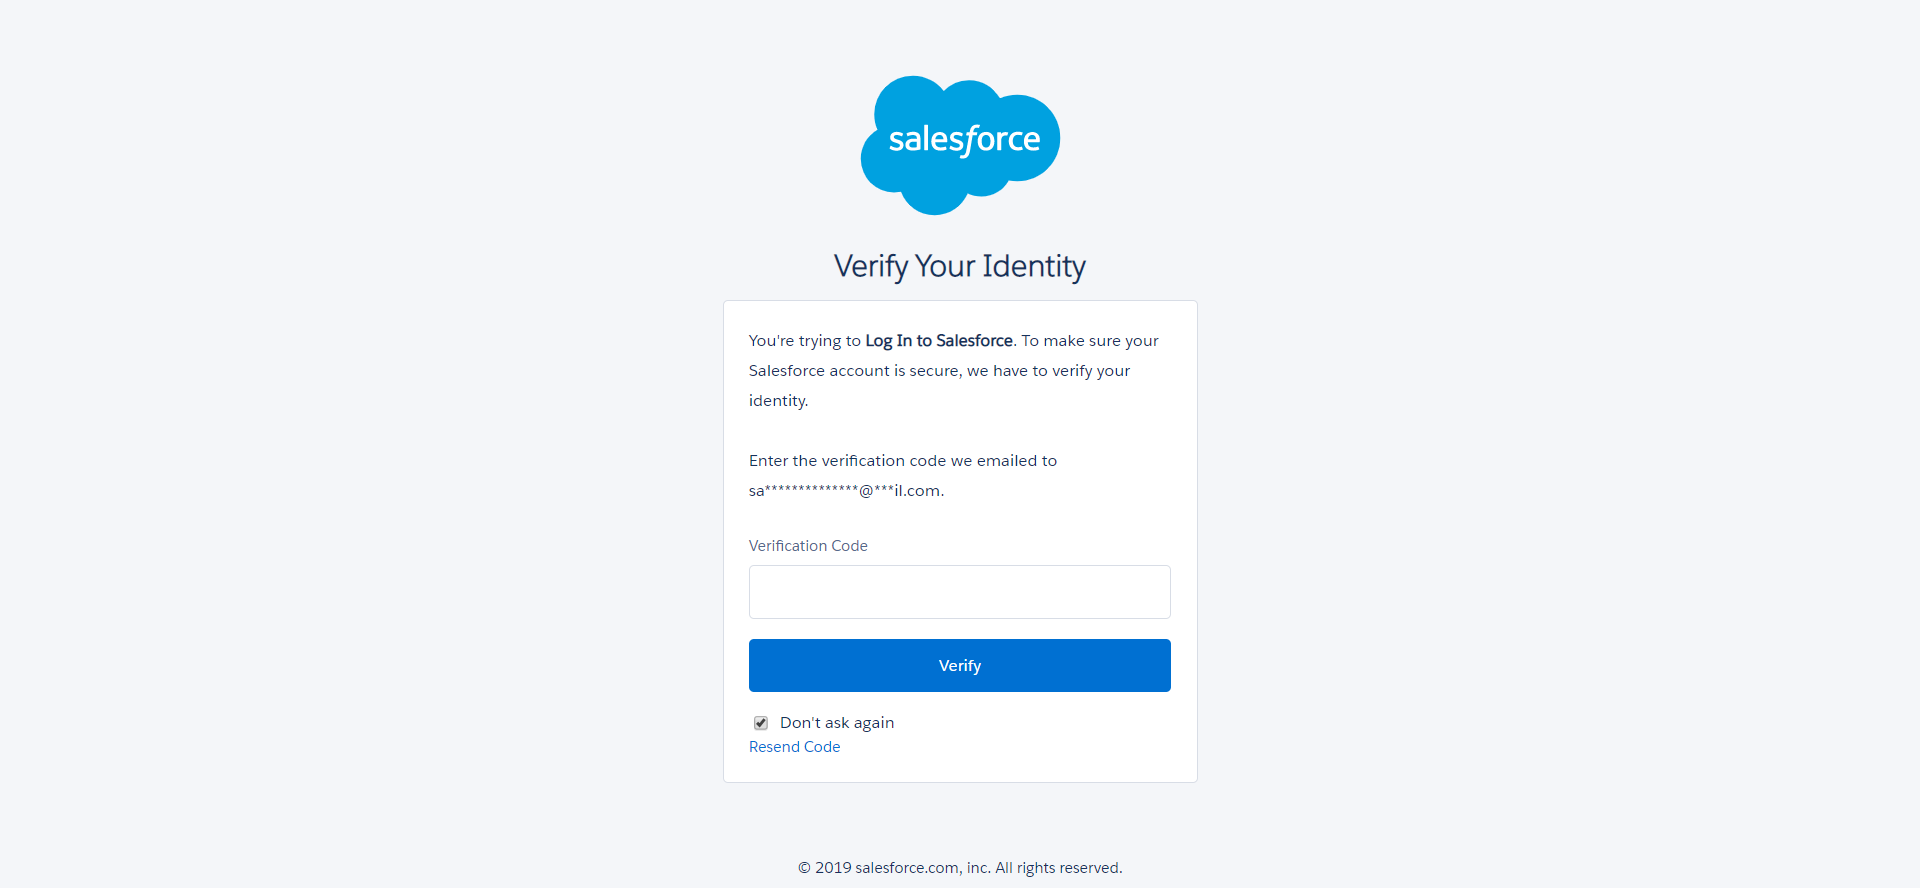 salesforce
Verify Your Identity
You're trying to Log In to Salesforce. To make sure your
Salesforce account is secure, we have to verify your
identity.
Enter the verification code we emailed to
sa**************@***il.com.
Verification Code
Verify
Don't ask again
Resend Code
© 2019 salesforce.com, inc. All rights reserved.